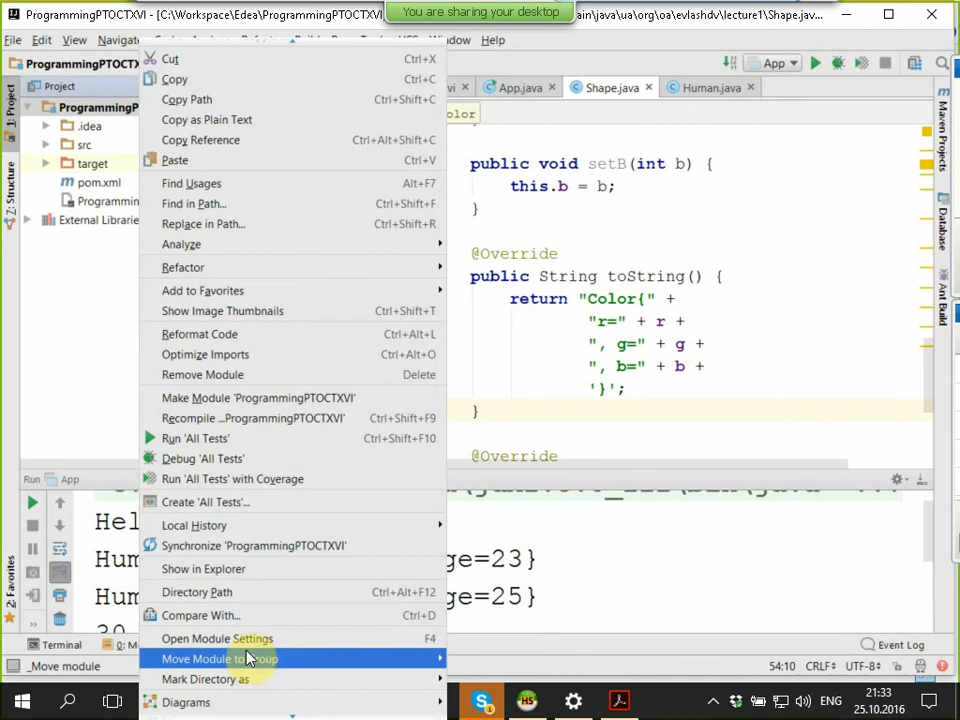 You are sharing your desktop
ProgrammingPTOCTXVI - [C:\Workspace\Edea\ProgrammingPTOCTXVI
ain\java\ua\org\oa\evlashdv\lecture1\Shape.jav...
File Edit View Navigate
Window Help
ProgrammingPTOCTX
App
Project
App.java
Shape.java
Human.java
olor
ProgrammingP
.idea
src
target
pom.xml
Programmin
External Librarie
1: Project
Z: Structure
2: Favorites
Maven Projects
Database
Ant Build
Cut Ctrl+X
Copy Ctrl+C
Copy Path Ctrl+Shift+C
Copy as Plain Text
Copy Reference Ctrl+Alt+Shift+C
Paste Ctrl+V
Find Usages Alt+F7
Find in Path... Ctrl+Shift+F
Replace in Path...
Analyze
Refactor
Add to Favorites
Show Image Thumbnails Ctrl+Shift+T
Reformat Code Ctrl+Alt+L
Optimize Imports Ctrl+Alt+O
Remove Module Delete
Make Module 'ProgrammingPTOCTXVI'
Recompile ...ProgrammingPTOCTXVI' Ctrl+Shift+F9
Run 'All Tests' Ctrl+Shift+F10
Debug 'All Tests'
Run 'All Tests' with Coverage
Create 'All Tests'...
Local History
Synchronize 'ProgrammingPTOCTXVI'
Show in Explorer
Directory Path Ctrl+Alt+F12
Compare With... Ctrl+D
Open Module Settings F4
Move Module to Group
Mark Directory as
Diagrams
public void setB(int b) {
this.b = b;
}
@Override
public String toString() {
return "Color{" +
"r=" + r +
", g=" + g +
", b=" + b +
'}';
}
@Override
Run App
Hel
Hum
ge=23}
Hum
ge=25}
30
Terminal
0: M
Event Log
_Move module
54:10 CRLF÷ UTF-8÷
ENG
21:33
25.10.2016